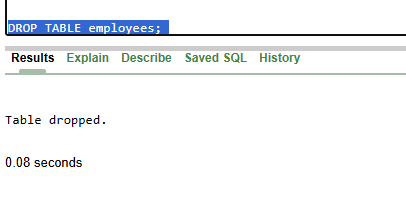 DROP TABLE employees;
Results Explain Describe Saved SQL History
Table dropped.
0.08 seconds